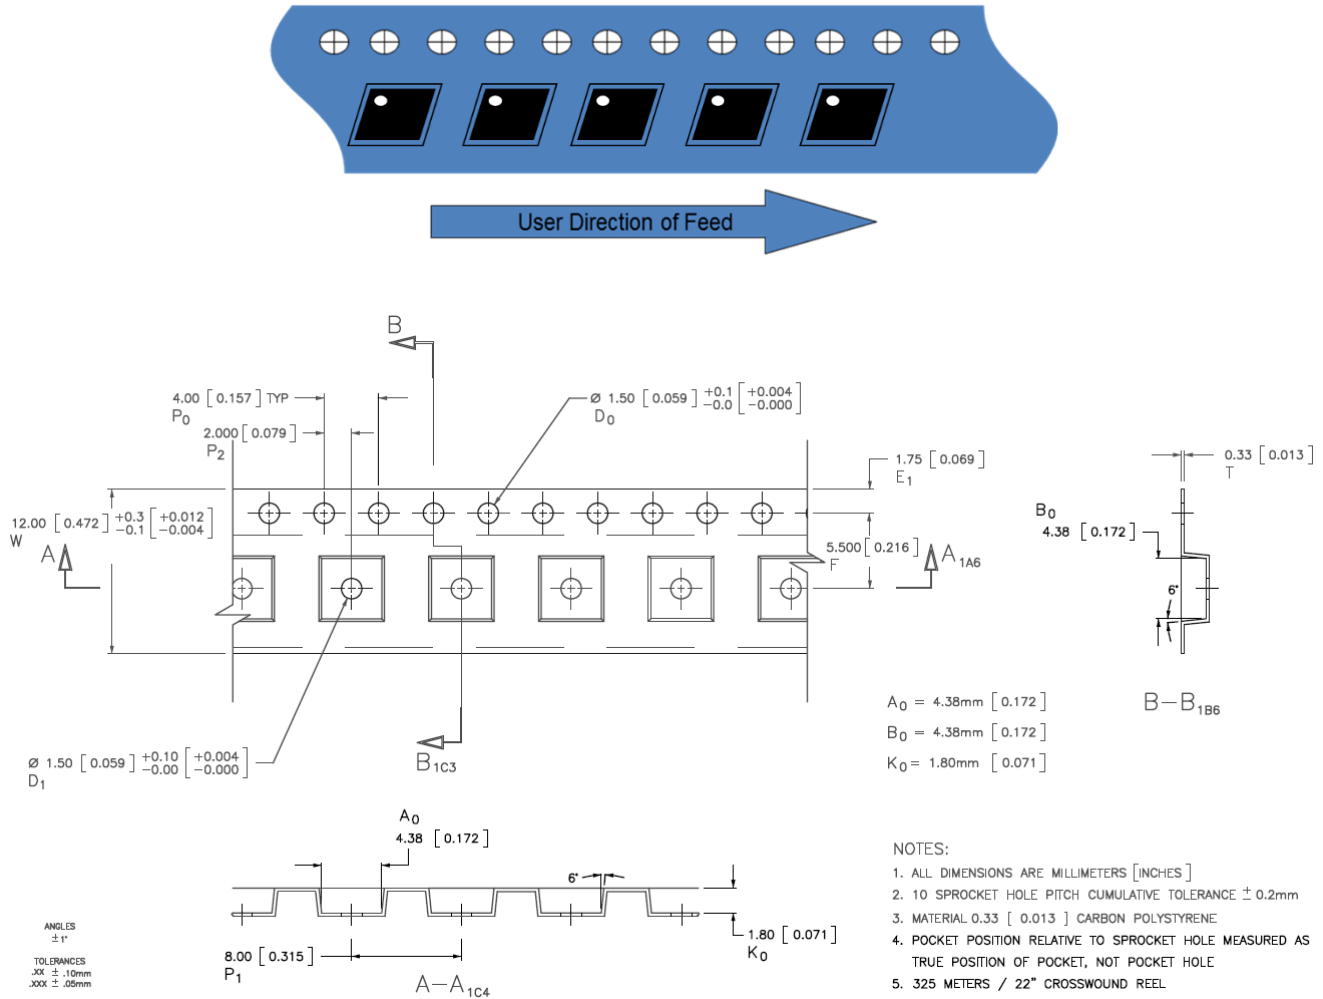 User Direction of Feed
B
4.00 [ 0.157 ] TYP
P0
2.000 [ 0.079 ]
P2
Ø 1.50 [ 0.059 ] +0.1 -0.0 [ +0.004 -0.000 ]
D0
1.75 [ 0.069 ]
E1
0.33 [ 0.013 ]
T
12.00 [ 0.472 ] +0.3 -0.1 [ +0.012 -0.004 ]
W
A
5.500 [ 0.216 ]
F
A1A6
B0
4.38 [ 0.172 ]
6°
B-B1B6
A0 = 4.38mm [ 0.172 ]
B0 = 4.38mm [ 0.172 ]
K0 = 1.80mm [ 0.071 ]
B1C3
Ø 1.50 [ 0.059 ] +0.10 -0.00 [ +0.004 -0.000 ]
D1
A0
4.38 [ 0.172 ]
6°
8.00 [ 0.315 ]
P1
A-A1C4
1.80 [ 0.071 ]
K0
ANGLES
± 1°
TOLERANCES
.XX ± .10mm
.XXX ± .05mm
NOTES:
1. ALL DIMENSIONS ARE MILLIMETERS [ INCHES ]
2. 10 SPROCKET HOLE PITCH CUMULATIVE TOLERANCE ± 0.2mm
3. MATERIAL 0.33 [ 0.013 ] CARBON POLYSTYRENE
4. POCKET POSITION RELATIVE TO SPROCKET HOLE MEASURED AS
TRUE POSITION OF POCKET, NOT POCKET HOLE
5. 325 METERS / 22" CROSSWOUND REEL